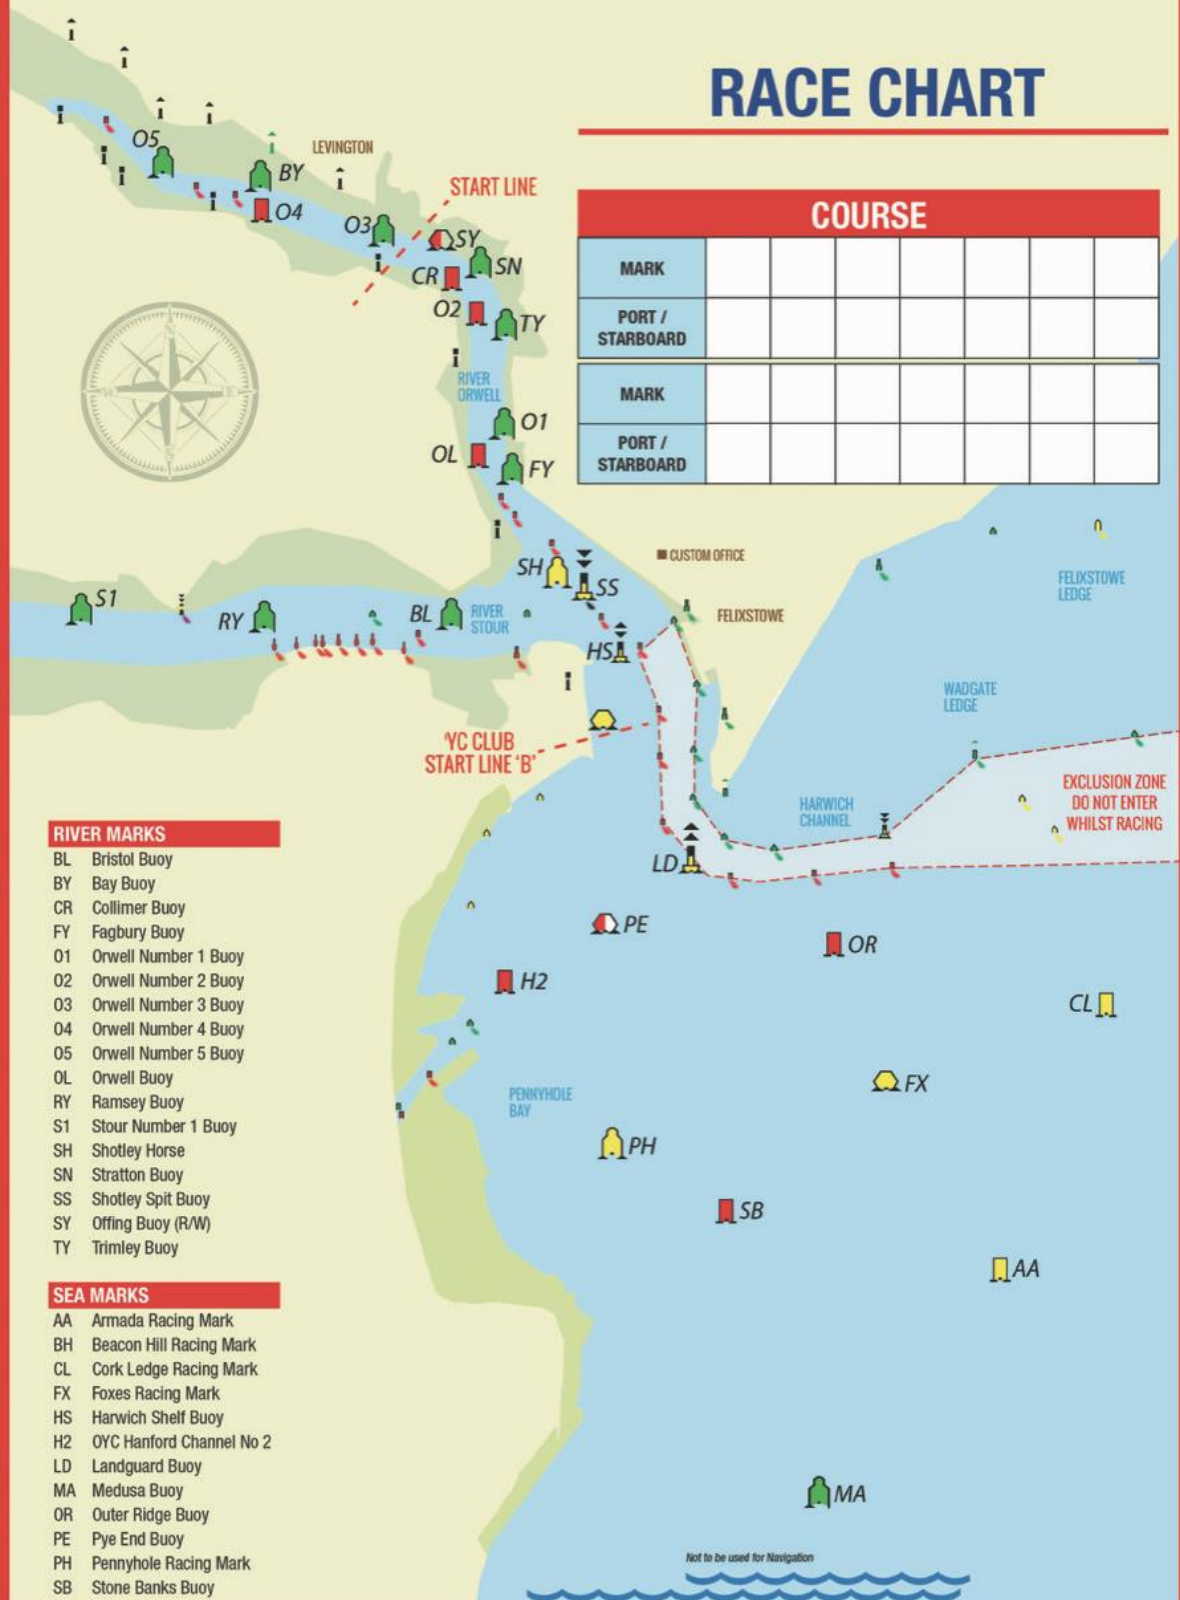 RACE CHART
O5
LEVINGTON
BY
START LINE
O4
O3
SY
CR
SN
O2
TY
N
W
E
S
RIVER
ORWELL
O1
OL
FY
COURSE
MARK
PORT /
STARBOARD
MARK
PORT /
STARBOARD
CUSTOM OFFICE
SH
SS
FELIXSTOWE
LEDGE
S1
RY
BL
RIVER
STOUR
FELIXSTOWE
HS
WADGATE
LEDGE
YC CLUB
START LINE 'B'
EXCLUSION ZONE
DO NOT ENTER
WHILST RACING
HARWICH
CHANNEL
LD
PE
OR
H2
CL
FX
PENNYHOLE
BAY
PH
SB
AA
MA
Not to be used for Navigation
RIVER MARKS
BL Bristol Buoy
BY Bay Buoy
CR Collimer Buoy
FY Fagbury Buoy
O1 Orwell Number 1 Buoy
O2 Orwell Number 2 Buoy
O3 Orwell Number 3 Buoy
O4 Orwell Number 4 Buoy
O5 Orwell Number 5 Buoy
OL Orwell Buoy
RY Ramsey Buoy
S1 Stour Number 1 Buoy
SH Shotley Horse
SN Stratton Buoy
SS Shotley Spit Buoy
SY Offing Buoy (R/W)
TY Trimley Buoy
SEA MARKS
AA Armada Racing Mark
BH Beacon Hill Racing Mark
CL Cork Ledge Racing Mark
FX Foxes Racing Mark
HS Harwich Shelf Buoy
H2 OYC Hanford Channel No 2
LD Landguard Buoy
MA Medusa Buoy
OR Outer Ridge Buoy
PE Pye End Buoy
PH Pennyhole Racing Mark
SB Stone Banks Buoy